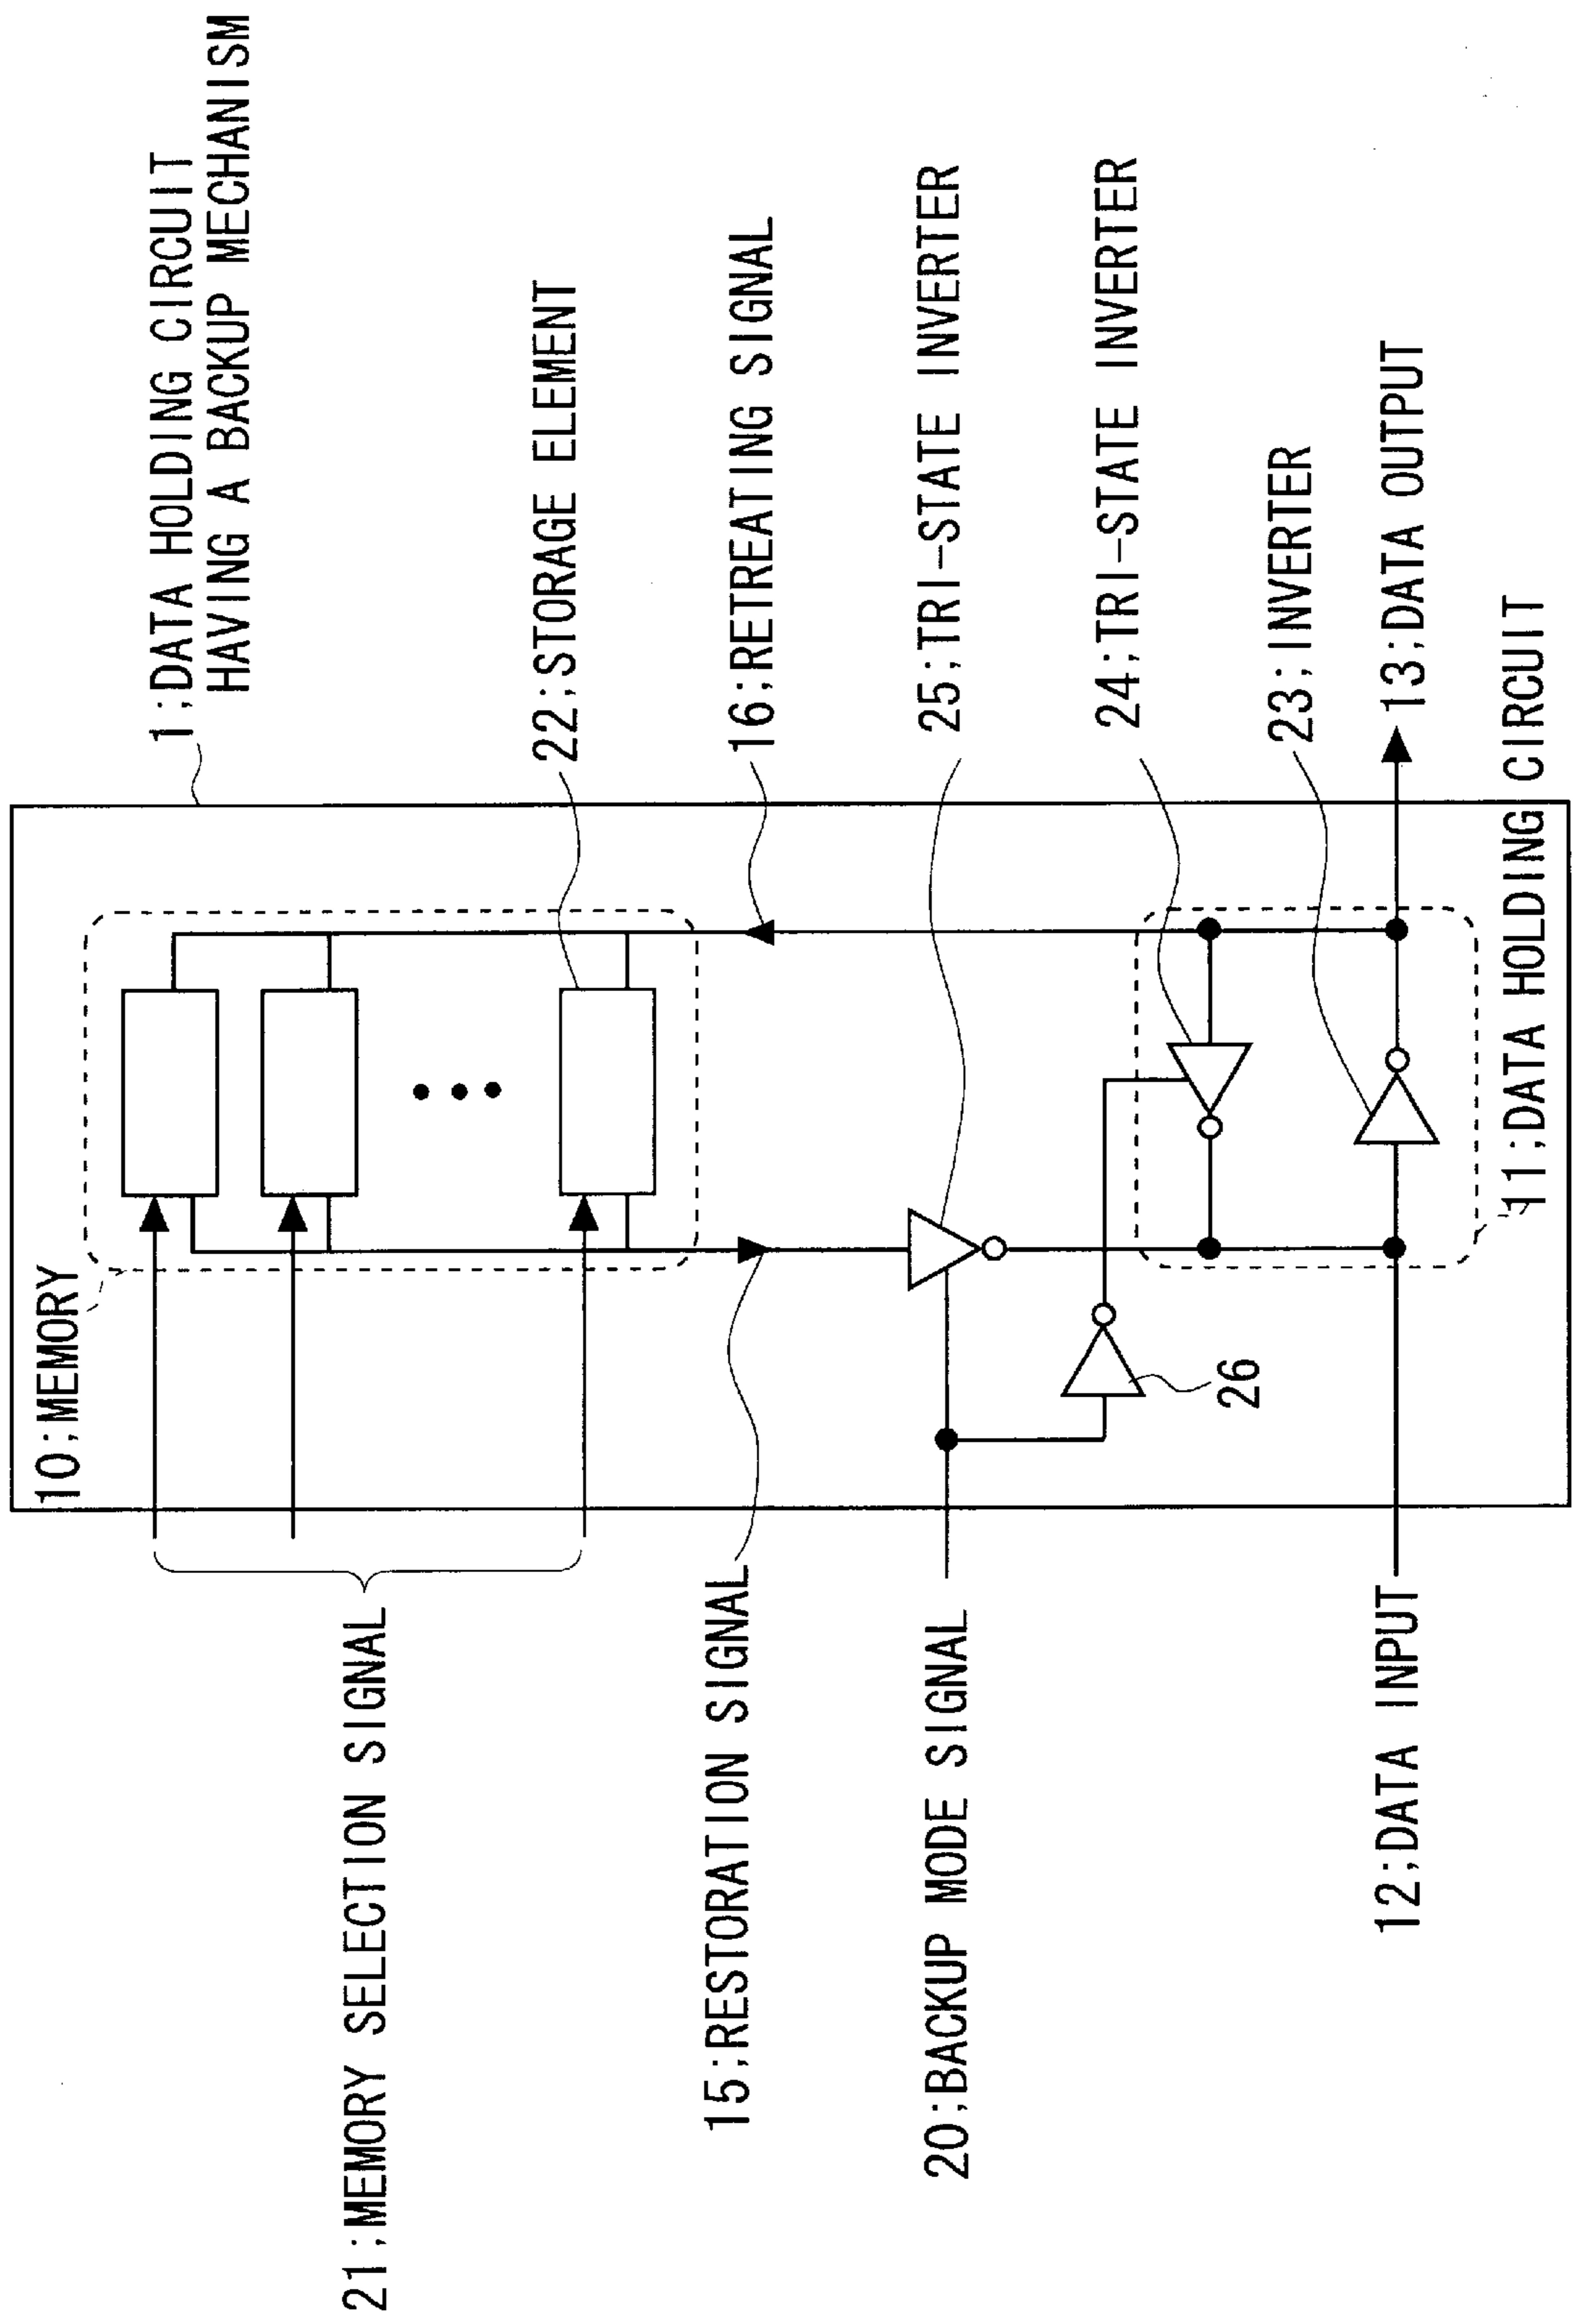 1;DATA HOLDING CIRCUIT
HAVING A BACKUP MECHANISM
10;MEMORY
21;MEMORY SELECTION SIGNAL
22;STORAGE ELEMENT
15;RESTORATION SIGNAL
16;RETREATING SIGNAL
20;BACKUP MODE SIGNAL
25;TRI-STATE INVERTER
24;TRI-STATE INVERTER
26
23;INVERTER
12;DATA INPUT
13;DATA OUTPUT
11;DATA HOLDING CIRCUIT